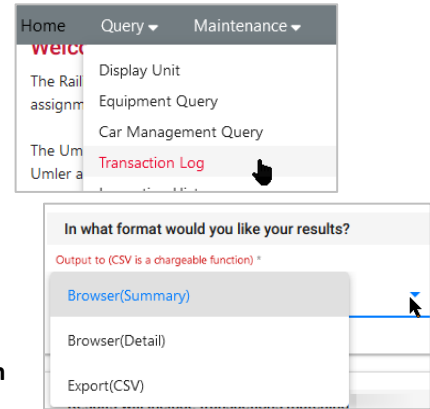 Home Query Maintenance
Welco
The Rail
assignm
The Um
Umler a
Display Unit
Equipment Query
Car Management Query
Transaction Log
In what format would you like your results?
Output to (CSV is a chargeable function) *
Browser(Summary)
Browser(Detail)
Export(CSV)
n